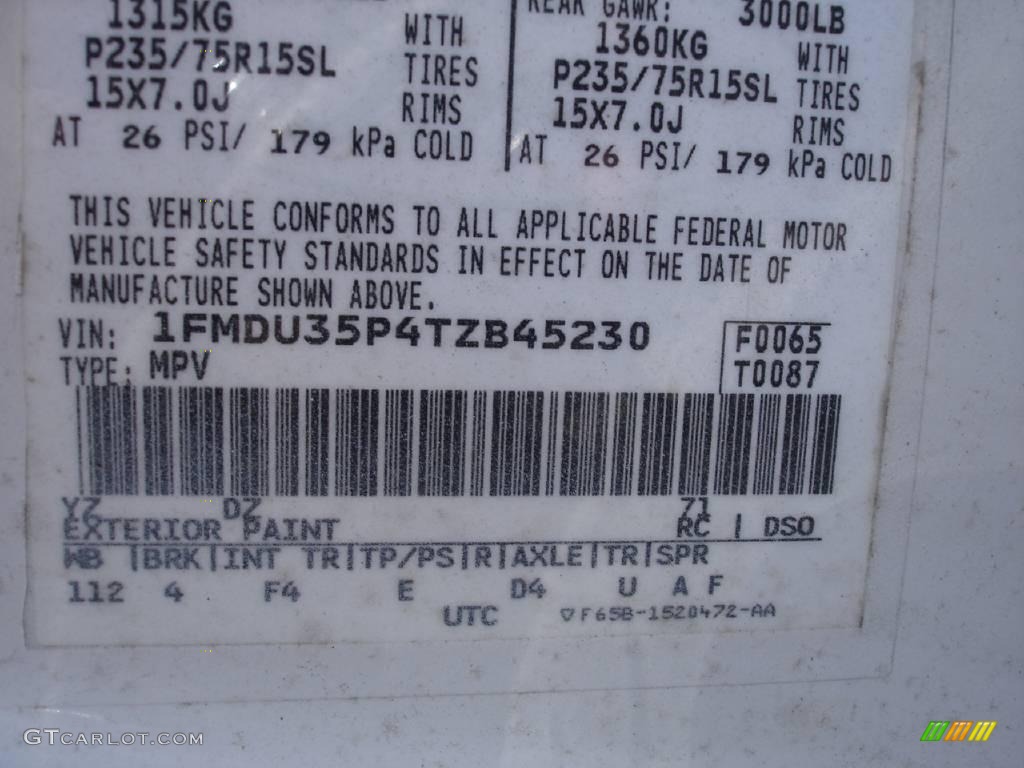 1315KG WITH
P235/75R15SL TIRES
15X7.0J RIMS
AT 26 PSI/ 179 kPa COLD
REAR GAWR: 3000LB
1360KG WITH
P235/75R15SL TIRES
15X7.0J RIMS
AT 26 PSI/ 179 kPa COLD
THIS VEHICLE CONFORMS TO ALL APPLICABLE FEDERAL MOTOR
VEHICLE SAFETY STANDARDS IN EFFECT ON THE DATE OF
MANUFACTURE SHOWN ABOVE.
VIN: 1FMDU35P4TZB45230
F0065
TYPE: MPV
T0087
YZ DZ 71
EXTERIOR PAINT RC | DSO
WB |BRK|INT TR|TP/PS|R|AXLE|TR|SPR
112 4 F4 E D4 U A F
UTC ▽F65B-1520472-AA
GTCARLOT.COM